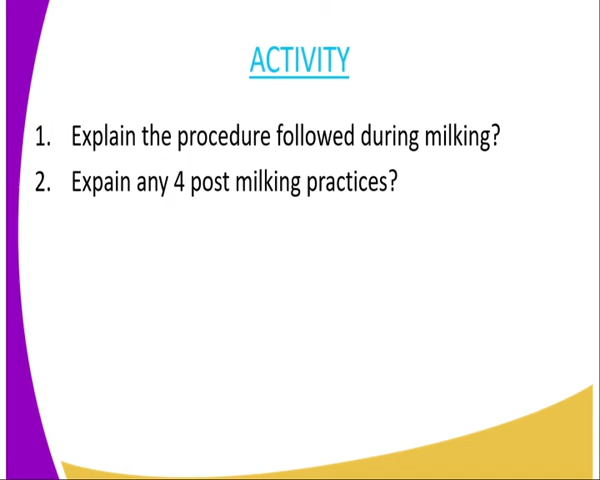 ACTIVITY
1. Explain the procedure followed during milking?
2. Expain any 4 post milking practices?